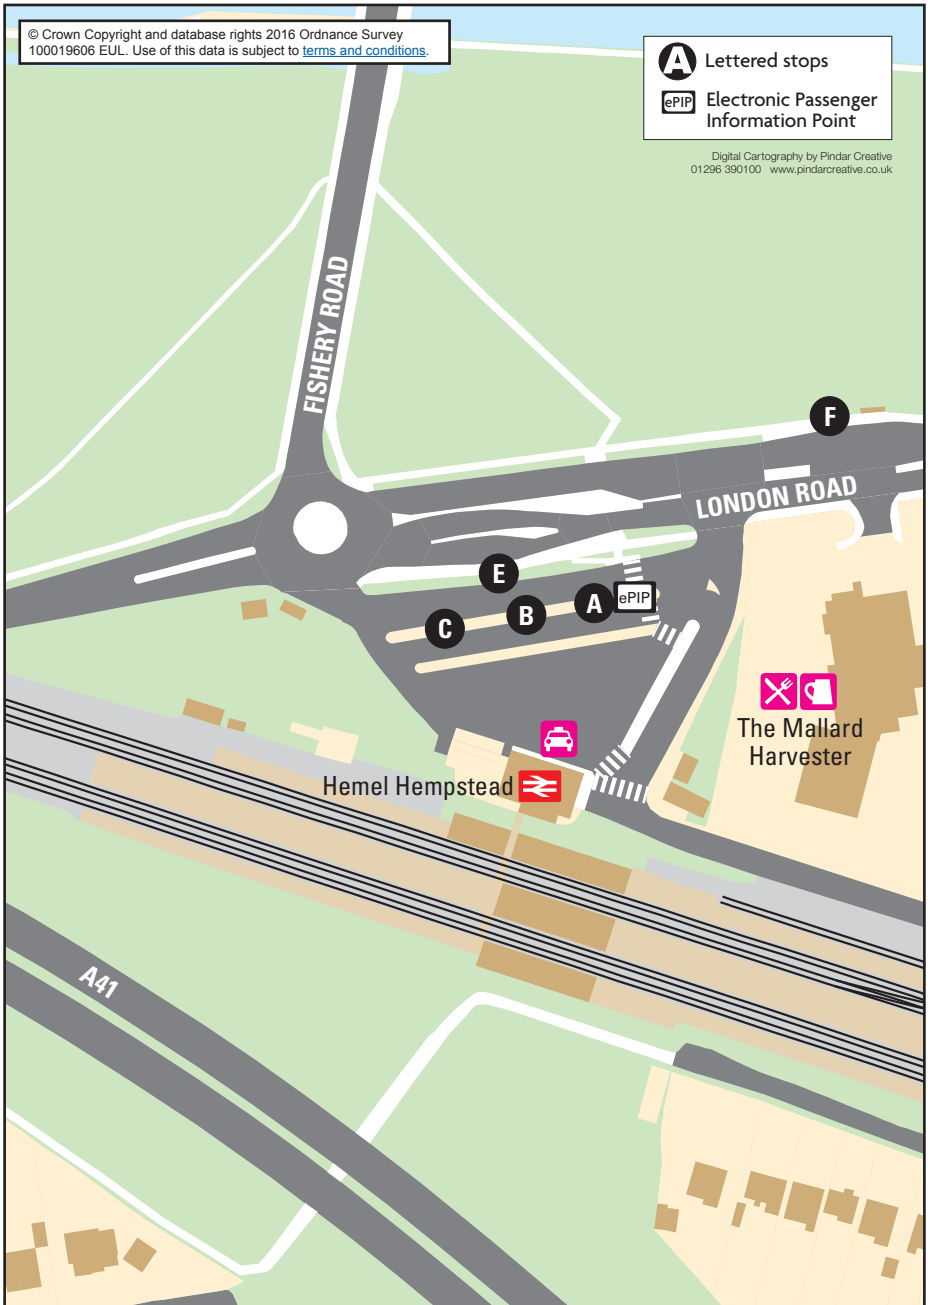 © Crown Copyright and database rights 2016 Ordnance Survey
100019606 EUL. Use of this data is subject to terms and conditions.
A Lettered stops
ePIP Electronic Passenger
Information Point
Digital Cartography by Pindar Creative
01296 390100 www.pindarcreative.co.uk
FISHERY ROAD
F
LONDON ROAD
E
A
ePIP
B
C
The Mallard
Harvester
Hemel Hempstead
A41